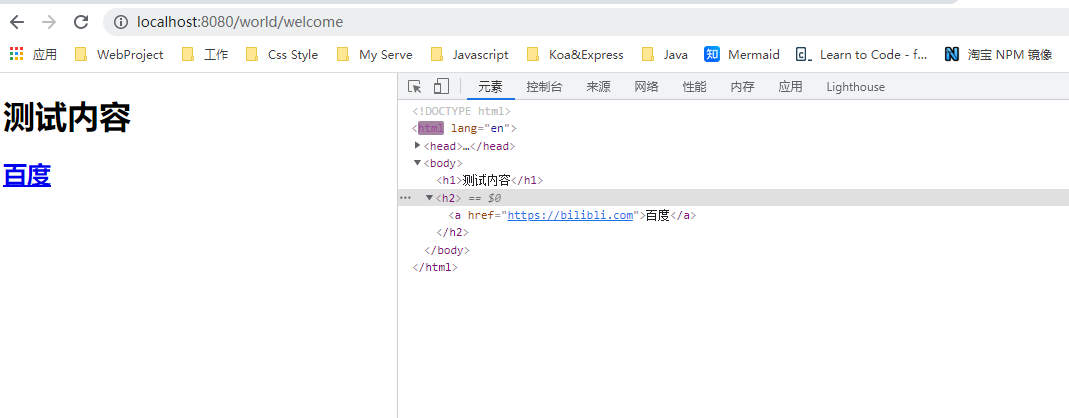 localhost:8080/world/welcome
应用 WebProject 工作 Css Style My Serve Javascript Koa&Express Java 知 Mermaid Learn to Code - f... 淘宝 NPM 镜像
元素 控制台 来源 网络 性能 内存 应用 Lighthouse
测试内容
百度
<!DOCTYPE html>
<html lang="en">
<head>…</head>
<body>
<h1>测试内容</h1>
<h2> == $0
<a href="https://bilibli.com">百度</a>
</h2>
</body>
</html>